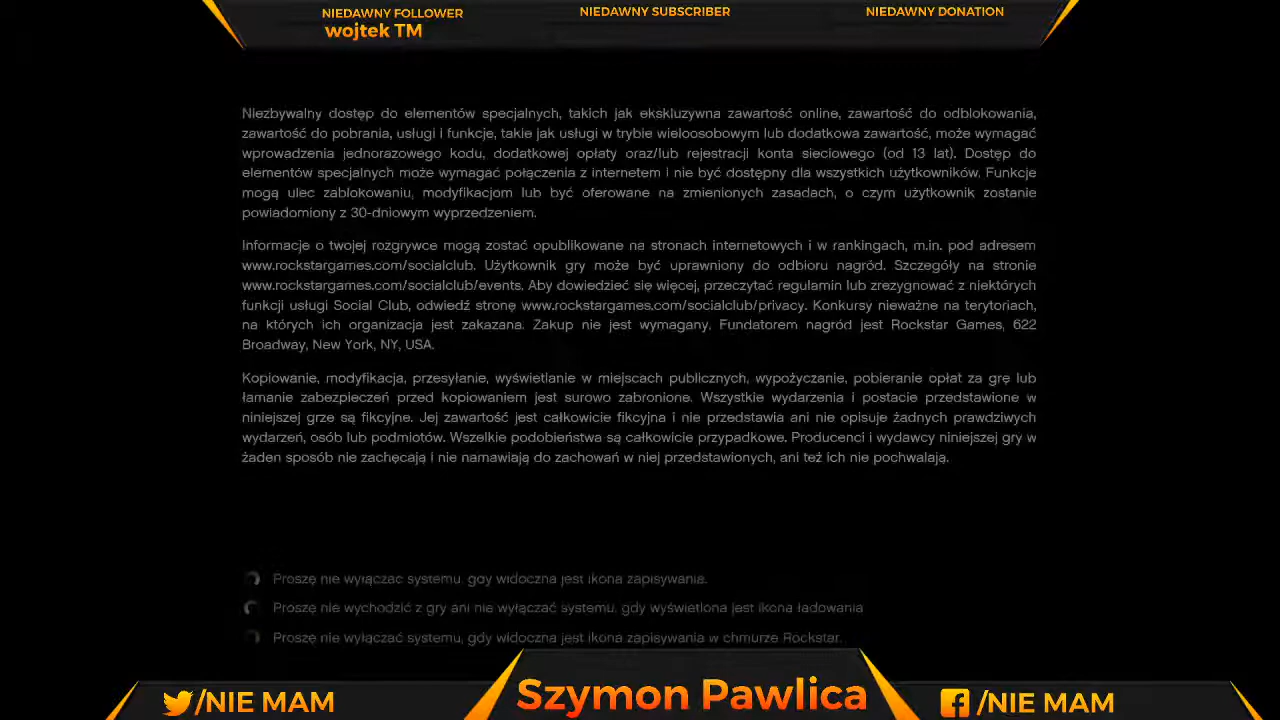 NIEDAWNY FOLLOWER
wojtek TM
NIEDAWNY SUBSCRIBER
NIEDAWNY DONATION
Niezbywalny dostęp do elementów specjalnych, takich jak ekskluzywna zawartość online, zawartość do odblokowania,
zawartość do pobrania, usługi i funkcje, takie jak usługi w trybie wieloosobowym lub dodatkowa zawartość, może wymagać
wprowadzenia jednorazowego kodu, dodatkowej opłaty oraz/lub rejestracji konta sieciowego (od 13 lat). Dostęp do
elementów specjalnych może wymagać połączenia z internetem i nie być dostępny dla wszystkich użytkowników. Funkcje
mogą ulec zablokowaniu, modyfikacjom lub być oferowane na zmienionych zasadach, o czym użytkownik zostanie
powiadomiony z 30-dniowym wyprzedzeniem.
Informacje o twojej rozgrywce mogą zostać opublikowane na stronach internetowych i w rankingach, m.in. pod adresem
www.rockstargames.com/socialclub. Użytkownik gry może być uprawniony do odbioru nagród. Szczegóły na stronie
www.rockstargames.com/socialclub/events. Aby dowiedzieć się więcej, przeczytać regulamin lub zrezygnować z niektórych
funkcji usługi Social Club, odwiedź stronę www.rockstargames.com/socialclub/privacy. Konkursy nieważne na terytoriach,
na których ich organizacja jest zakazana. Zakup nie jest wymagany. Fundatorem nagród jest Rockstar Games, 622
Broadway, New York, NY, USA.
Kopiowanie, modyfikacja, przesyłanie, wyświetlanie w miejscach publicznych, wypożyczanie, pobieranie opłat za grę lub
łamanie zabezpieczeń przed kopiowaniem jest surowo zabronione. Wszystkie wydarzenia i postacie przedstawione w
niniejszej grze są fikcyjne. Jej zawartość jest całkowicie fikcyjna i nie przedstawia ani nie opisuje żadnych prawdziwych
wydarzeń, osób lub podmiotów. Wszelkie podobieństwa są całkowicie przypadkowe. Producenci i wydawcy niniejszej gry w
żaden sposób nie zachęcają i nie namawiają do zachowań w niej przedstawionych, ani też ich nie pochwalają.
Proszę nie wyłączać systemu, gdy widoczna jest ikona zapisywania.
Proszę nie wychodzić z gry ani nie wyłączać systemu, gdy wyświetlona jest ikona ładowania
Proszę nie wyłączać systemu, gdy widoczna jest ikona zapisywania w chmurze Rockstar.
/NIE MAM
Szymon Pawlica
/NIE MAM